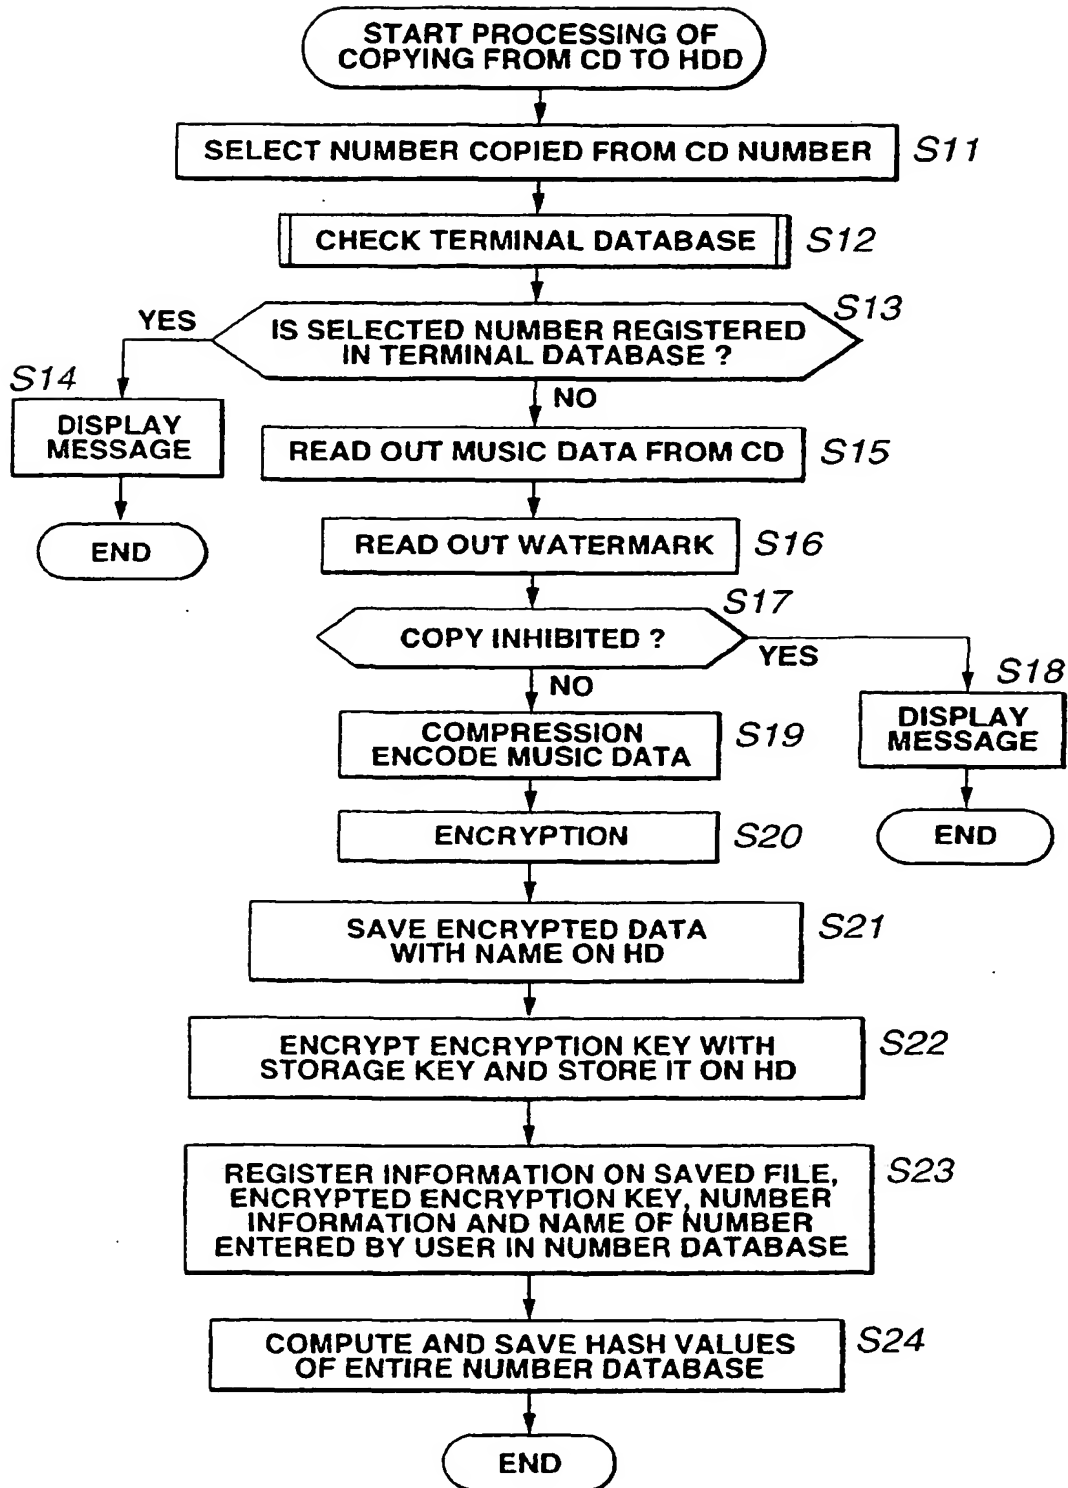 START PROCESSING OF
COPYING FROM CD TO HDD
SELECT NUMBER COPIED FROM CD NUMBER
S11
CHECK TERMINAL DATABASE
S12
S13
YES
IS SELECTED NUMBER REGISTERED
IN TERMINAL DATABASE ?
S14
NO
DISPLAY
MESSAGE
READ OUT MUSIC DATA FROM CD
S15
END
READ OUT WATERMARK
S16
S17
COPY INHIBITED ?
YES
S18
NO
DISPLAY
MESSAGE
COMPRESSION
ENCODE MUSIC DATA
S19
ENCRYPTION
S20
END
SAVE ENCRYPTED DATA
WITH NAME ON HD
S21
ENCRYPT ENCRYPTION KEY WITH
STORAGE KEY AND STORE IT ON HD
S22
REGISTER INFORMATION ON SAVED FILE,
ENCRYPTED ENCRYPTION KEY, NUMBER
INFORMATION AND NAME OF NUMBER
ENTERED BY USER IN NUMBER DATABASE
S23
COMPUTE AND SAVE HASH VALUES
OF ENTIRE NUMBER DATABASE
S24
END